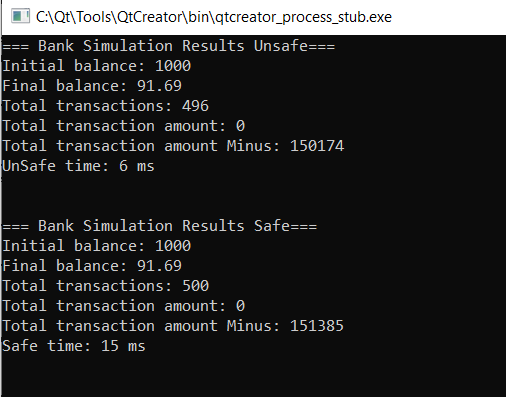 C:\Qt\Tools\QtCreator\bin\qtcreator_process_stub.exe
=== Bank Simulation Results Unsafe===
Initial balance: 1000
Final balance: 91.69
Total transactions: 496
Total transaction amount: 0
Total transaction amount Minus: 150174
UnSafe time: 6 ms
=== Bank Simulation Results Safe===
Initial balance: 1000
Final balance: 91.69
Total transactions: 500
Total transaction amount: 0
Total transaction amount Minus: 151385
Safe time: 15 ms